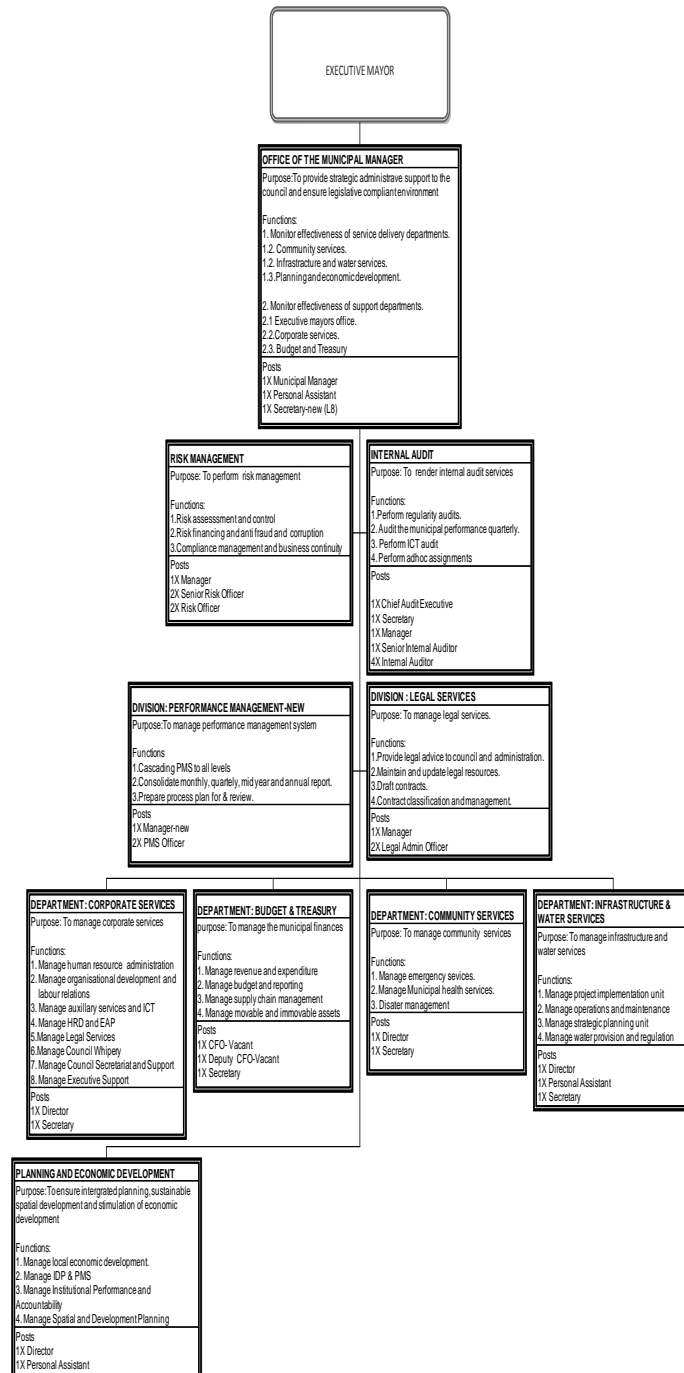 EXECUTIVE MAYOR
OFFICE OF THE MUNICIPAL MANAGER
Purpose:To provide strategic administrave support to the
council and ensure legislative compliant environment
Functions:
1. Monitor effectiveness of service delivery departments.
1.2. Community services.
1.2. Infrastracture and water services.
1.3 .Planning and economic development.
2. Monitor effectiveness of support departments.
2.1 Executive mayors office.
2.2.Corporate services.
2.3. Budget and Treasury
Posts
1X Municipal Manager
1X Personal Assistant
1X Secretary-new (L8)
RISK MANAGEMENT
Purpose: To perform risk management
Functions:
1.Risk assesssment and control
2.Risk financing and anti fraud and corruption
3.Compliance management and business continuity
Posts
1X Manager
2X Senior Risk Officer
2X Risk Officer
INTERNAL AUDIT
Purpose: To render internal audit services
Functions:
1.Perform regularity audits.
2. Audit the municipal performance quarterly.
3. Perform ICT audit
4. Perform adhoc assignments
Posts
1X Chief Audit Executive
1X Secretary
1X Manager
1X Senior Internal Auditor
4X Internal Auditor
DIVISION: PERFORMANCE MANAGEMENT-NEW
Purpose:To manage performance management system
Functions
1.Cascading PMS to all levels
2.Consolidate monthly, quartely, mid year and annual report.
3.Prepare process plan for & review.
Posts
1X Manager-new
2X PMS Officer
DIVISION : LEGAL SERVICES
Purpose: To manage legal services.
Functions:
1.Provide legal advice to council and administration.
2.Maintain and update legal resources.
3.Draft contracts.
4.Contract classification and management.
Posts
1X Manager
2X Legal Admin Officer
DEPARTMENT: CORPORATE SERVICES
Purpose: To manage corporate services
Functions:
1. Manage human resource administration
2. Manage organisational development and
labour relations
3. Manage auxillary services and ICT
4. Manage HRD and EAP
5.Manage Legal Services
6.Manage Council Whipery
7. Manage Council Secretariat and Support
8. Manage Executive Support
Posts
1X Director
1X Secretary
DEPARTMENT: BUDGET & TREASURY
purpose: To manage the municipal finances
Functions:
1. Manage revenue and expenditure
2. Manage budget and reporting
3. Manage supply chain management
4. Manage movable and immovable assets
Posts
1X CFO- Vacant
1X Deputy CFO-Vacant
1X Secretary
DEPARTMENT: COMMUNITY SERVICES
Purpose: To manage community services
Functions:
1. Manage emergency sevices.
2. Manage Municipal health services.
3. Disater management
Posts
1X Director
1X Secretary
DEPARTMENT: INFRASTRUCTURE &
WATER SERVICES
Purpose: To manage infrastructure and
water services
Functions:
1. Manage project implementation unit
2. Manage operations and maintenance
3. Manage strategic planning unit
4. Manage water provision and regulation
Posts
1X Director
1X Personal Assistant
1X Secretary
PLANNING AND ECONOMIC DEVELOPMENT
Purpose: To ensure intergrated planning, sustainable
spatial development and stimulation of economic
development
Functions:
1. Manage local economic development.
2. Manage IDP & PMS
3. Manage Institutional Performance and
Accountability
4. Manage Spatial and Development Planning
Posts
1X Director
1X Personal Assistant